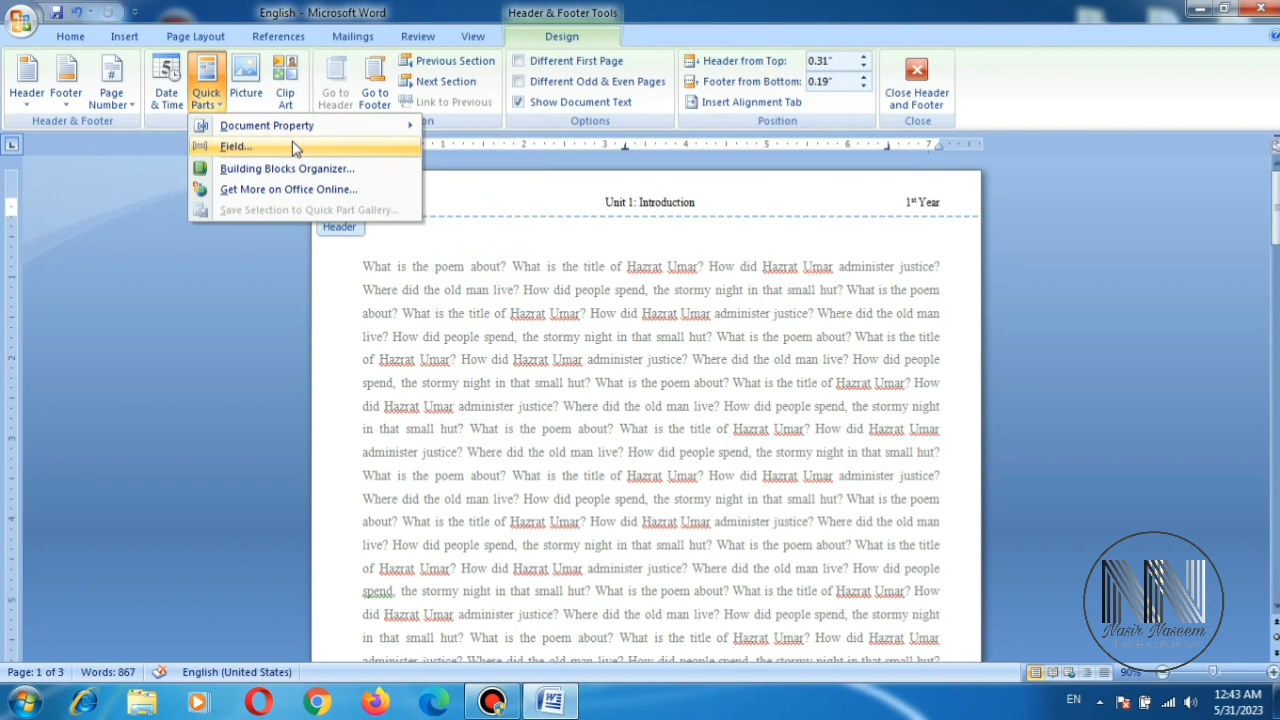 English - Microsoft Word
Header & Footer Tools
Home Insert Page Layout References Mailings Review View Design
Header
Footer
Page Number
Header & Footer
Date & Time
Quick Parts
Picture
Clip Art
Go to Header
Go to Footer
Previous Section
Next Section
Link to Previous
Different First Page
Different Odd & Even Pages
Show Document Text
Options
Header from Top: 0.31"
Footer from Bottom: 0.19"
Insert Alignment Tab
Position
Close Header and Footer
Close
Document Property
Field...
Building Blocks Organizer...
Get More on Office Online...
Save Selection to Quick Part Gallery...
Unit 1: Introduction 1st Year
Header
What is the poem about? What is the title of Hazrat Umar? How did Hazrat Umar administer justice?
Where did the old man live? How did people spend, the stormy night in that small hut? What is the poem
about? What is the title of Hazrat Umar? How did Hazrat Umar administer justice? Where did the old man
live? How did people spend, the stormy night in that small hut? What is the poem about? What is the title
of Hazrat Umar? How did Hazrat Umar administer justice? Where did the old man live? How did people
spend, the stormy night in that small hut? What is the poem about? What is the title of Hazrat Umar? How
did Hazrat Umar administer justice? Where did the old man live? How did people spend, the stormy night
in that small hut? What is the poem about? What is the title of Hazrat Umar? How did Hazrat Umar
administer justice? Where did the old man live? How did people spend, the stormy night in that small hut?
What is the poem about? What is the title of Hazrat Umar? How did Hazrat Umar administer justice?
Where did the old man live? How did people spend, the stormy night in that small hut? What is the poem
about? What is the title of Hazrat Umar? How did Hazrat Umar administer justice? Where did the old man
live? How did people spend, the stormy night in that small hut? What is the poem about? What is the title
of Hazrat Umar? How did Hazrat Umar administer justice? Where did the old man live? How did people
spend, the stormy night in that small hut? What is the poem about? What is the title of Hazrat Umar? How
did Hazrat Umar administer justice? Where did the old man live? How did people spend, the stormy night
in that small hut? What is the poem about? What is the title of Hazrat Umar? How did Hazrat Umar
administer justice? Where did the old man live? How did people spend, the stormy night in that small hut?
Nasir Naseem
Page: 1 of 3 Words: 867 English (United States) 90%
EN
12:43 AM
5/31/2023